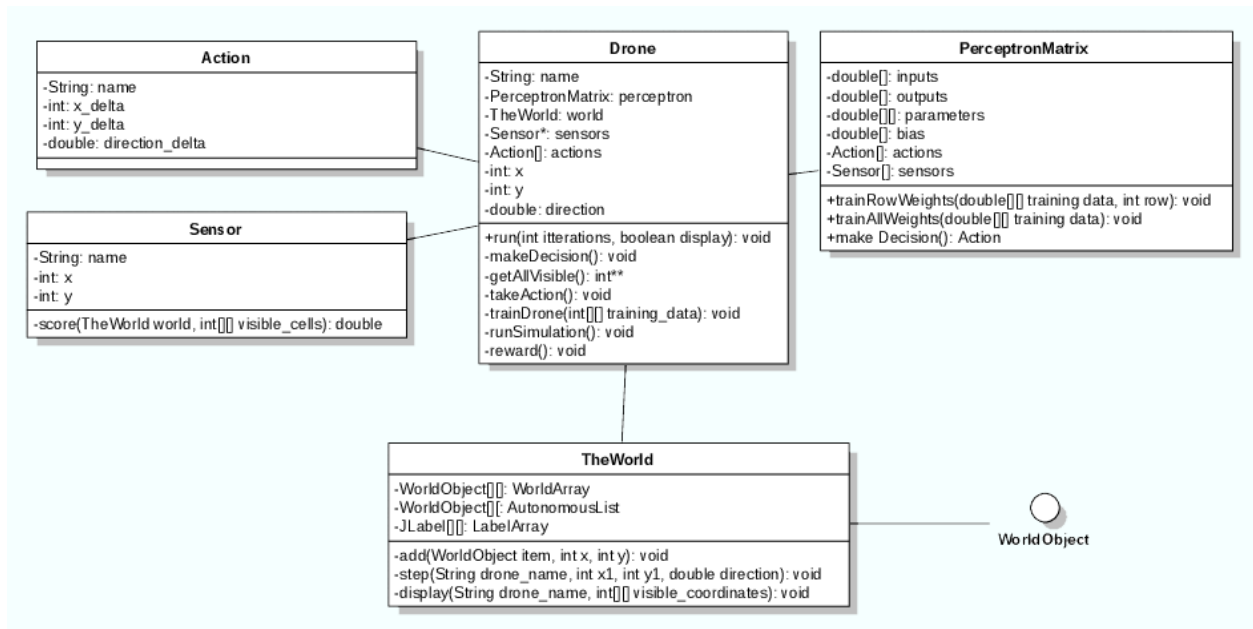 Action
-String: name
-int: x_delta
-int: y_delta
-double: direction_delta
Sensor
-String: name
-int: x
-int: y
-score(TheWorld world, int[][] visible_cells): double
Drone
-String: name
-PerceptronMatrix: perceptron
-TheWorld: world
-Sensor*: sensors
-Action[]: actions
-int: x
-int: y
-double: direction
+run(int itterations, boolean display): void
-makeDecision(): void
-getAllVisible(): int**
-takeAction(): void
-trainDrone(int[][] training_data): void
-runSimulation(): void
-reward(): void
PerceptronMatrix
-double[]: inputs
-double[]: outputs
-double[][]: parameters
-double[]: bias
-Action[]: actions
-Sensor[]: sensors
+trainRowWeights(double[][] training data, int row): void
+trainAllWeights(double[][] training data): void
+make Decision(): Action
TheWorld
-WorldObject[][]: WorldArray
-WorldObject[][: AutonomousList
-JLabel[][]: LabelArray
-add(WorldObject item, int x, int y): void
-step(String drone_name, int x1, int y1, double direction): void
-display(String drone_name, int[][] visible_coordinates): void
WorldObject